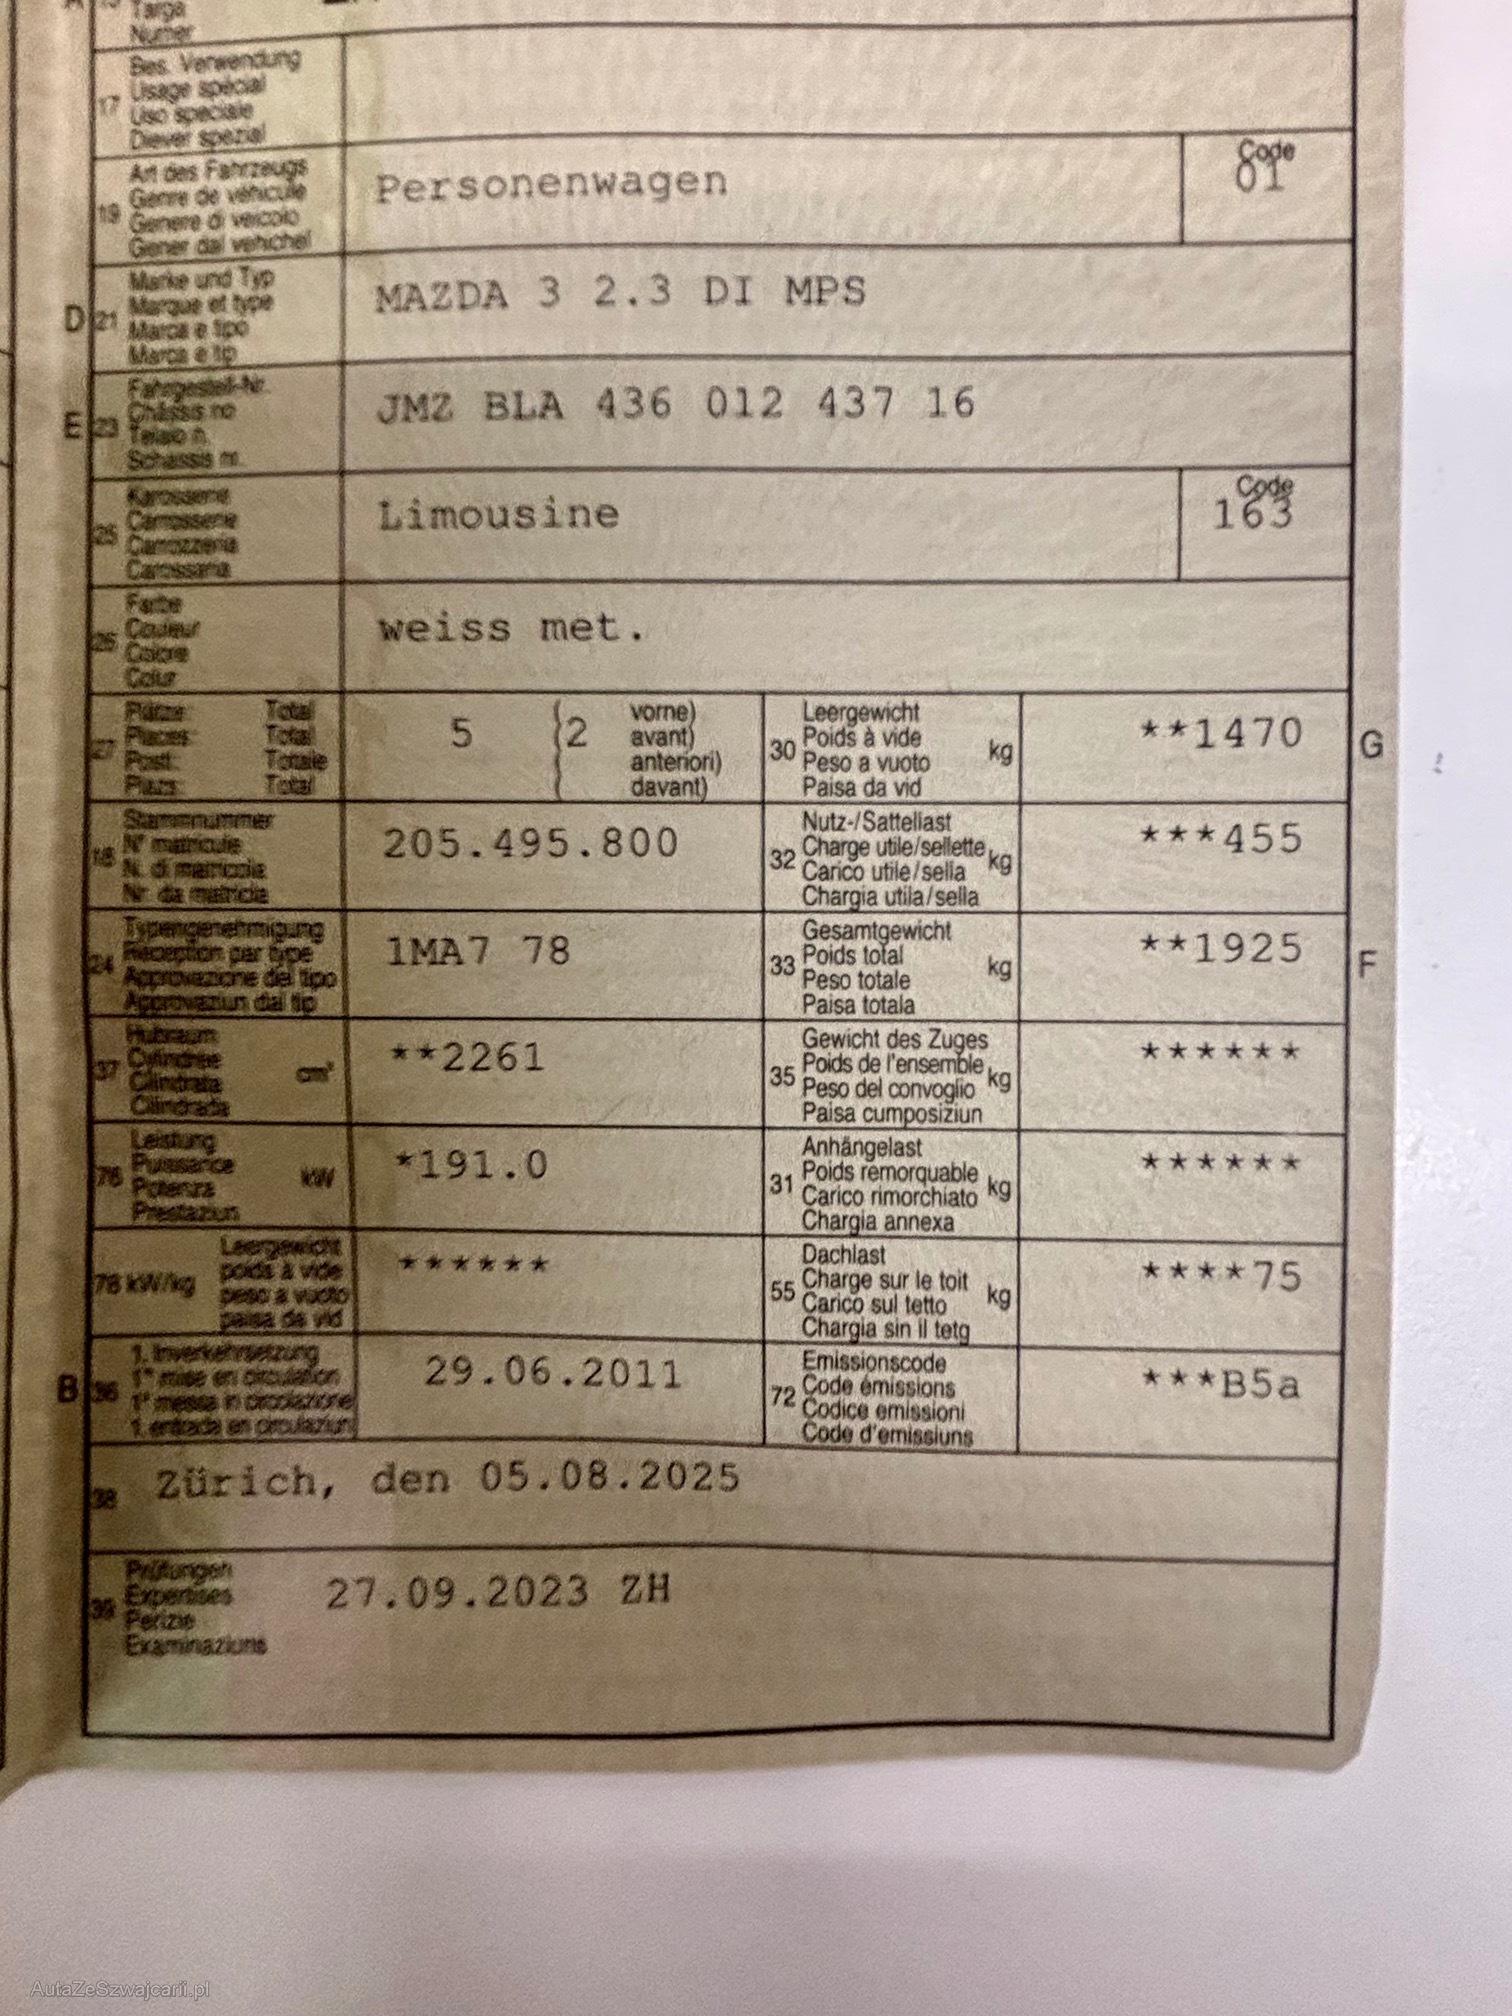 15 Targa
Numer
17 Bes. Verwendung
Usage spécial
Uso speciale
Diever spezial
19 Art des Fahrzeugs
Genre de véhicule
Genere di veicolo
Gener dal vehichel
Personenwagen
Code
01
D 21 Marke und Typ
Marque et type
Marca e tipo
Marca e tip
MAZDA 3 2.3 DI MPS
E 23 Fahrgestell-Nr.
Châssis no
Telaio n.
Schassis nr.
JMZ BLA 436 012 437 16
25 Karosserie
Carrosserie
Carrozzeria
Carossaria
Limousine
Code
163
26 Farbe
Couleur
Colore
Colur
weiss met.
27 Plätze: Total
Places: Total
Posti: Totale
Plazs: Total
5 (2 vorne)
avant)
anteriori)
davant)
30 Leergewicht
Poids à vide
Peso a vuoto
Paisa da vid
kg
**1470 G
18 Stammnummer
N° matricule
N. di matricola
Nr. da matricla
205.495.800
32 Nutz-/Sattellast
Charge utile/sellette
Carico utile/sella
Chargia utila/sella
kg
***455
24 Typengenehmigung
Réception par type
Approvazione del tipo
Approvaziun dal tip
1MA7 78
33 Gesamtgewicht
Poids total
Peso totale
Paisa totala
kg
**1925 F
37 Hubraum
Cylindrée
Cilindrata
Cilindrada
cm³
**2261
35 Gewicht des Zuges
Poids de l'ensemble
Peso del convoglio
Paisa cumposiziun
kg
******
76 Leistung
Puissance
Potenza
Prestaziun
kW
*191.0
31 Anhängelast
Poids remorquable
Carico rimorchiato
Chargia annexa
kg
******
78 kW/kg Leergewicht
poids à vide
peso a vuoto
paisa da vid
******
55 Dachlast
Charge sur le toit
Carico sul tetto
Chargia sin il tetg
kg
****75
B 36 1. Inverkehrsetzung
1re mise en circulation
1a messa in circolazione
1. entrada en circulaziun
29.06.2011
72 Emissionscode
Code émissions
Codice emissioni
Code d'emissiuns
***B5a
38 Zürich, den 05.08.2025
39 Prüfungen
Expertises
Perizie
Examinaziuns
27.09.2023 ZH
AutaZeSzwajcarii.pl